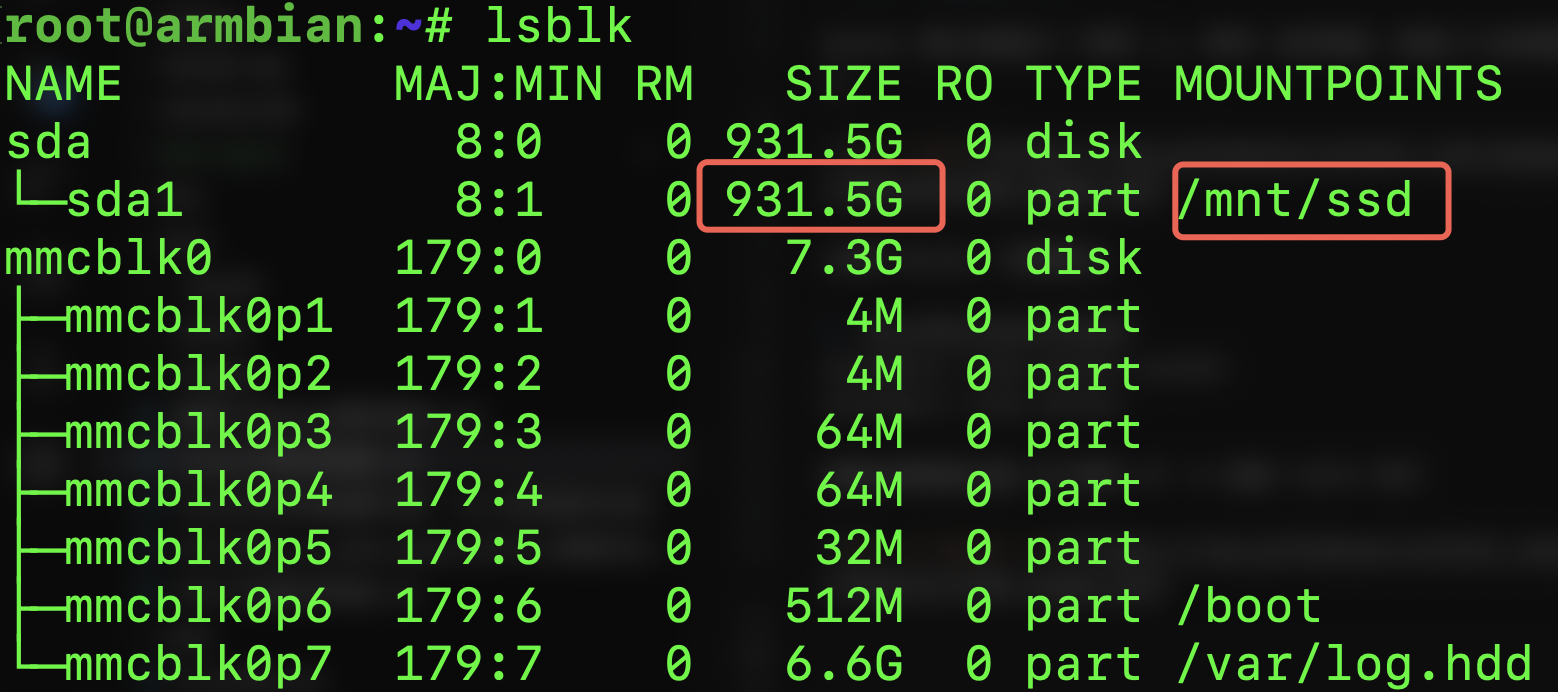 root@armbian:~# lsblk
NAME         MAJ:MIN RM   SIZE RO TYPE MOUNTPOINTS
sda            8:0    0 931.5G  0 disk
└─sda1         8:1    0 931.5G  0 part /mnt/ssd
mmcblk0      179:0    0   7.3G  0 disk
├─mmcblk0p1  179:1    0     4M  0 part
├─mmcblk0p2  179:2    0     4M  0 part
├─mmcblk0p3  179:3    0    64M  0 part
├─mmcblk0p4  179:4    0    64M  0 part
├─mmcblk0p5  179:5    0    32M  0 part
├─mmcblk0p6  179:6    0   512M  0 part /boot
└─mmcblk0p7  179:7    0   6.6G  0 part /var/log.hdd